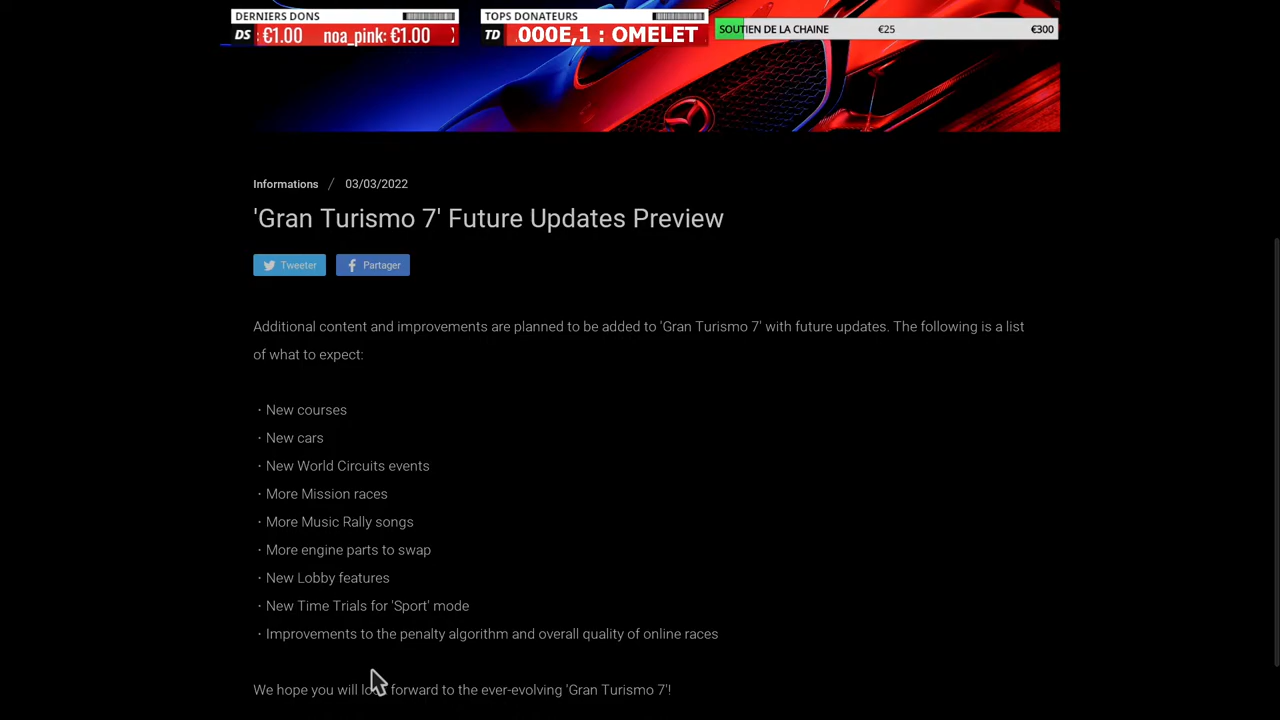 DERNIERS DONS
TOPS DONATEURS
DS : €1.00 noa_pink: €1.00
TD 000E,1 : OMELET
SOUTIEN DE LA CHAINE €25 €300
Informations / 03/03/2022
'Gran Turismo 7' Future Updates Preview
Tweeter
Partager
Additional content and improvements are planned to be added to 'Gran Turismo 7' with future updates. The following is a list
of what to expect:
・New courses
・New cars
・New World Circuits events
・More Mission races
・More Music Rally songs
・More engine parts to swap
・New Lobby features
・New Time Trials for 'Sport' mode
・Improvements to the penalty algorithm and overall quality of online races
We hope you will look forward to the ever-evolving 'Gran Turismo 7'!